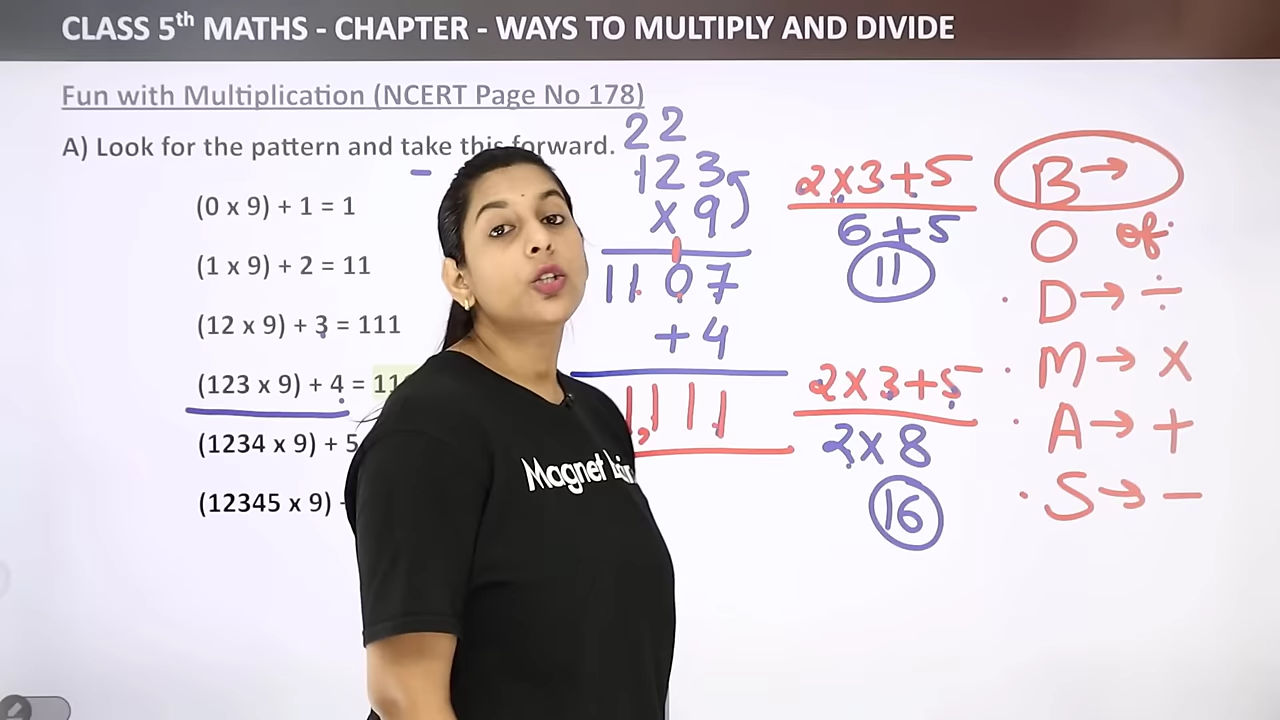 CLASS 5th MATHS - CHAPTER - WAYS TO MULTIPLY AND DIVIDE
Fun with Multiplication (NCERT Page No 178)
A) Look for the pattern and take this forward.
(0 x 9) + 1 = 1
(1 x 9) + 2 = 11
(12 x 9) + 3 = 111
(123 x 9) + 4 = 11
(1234 x 9) + 5
(12345 x 9)
22
123
x 9
1107
+ 4
1,111
2x3+5
6+5
11
2x3+5
2x8
16
B→
O of
D→ ÷
M→ x
A→ +
S→ −
Magnet